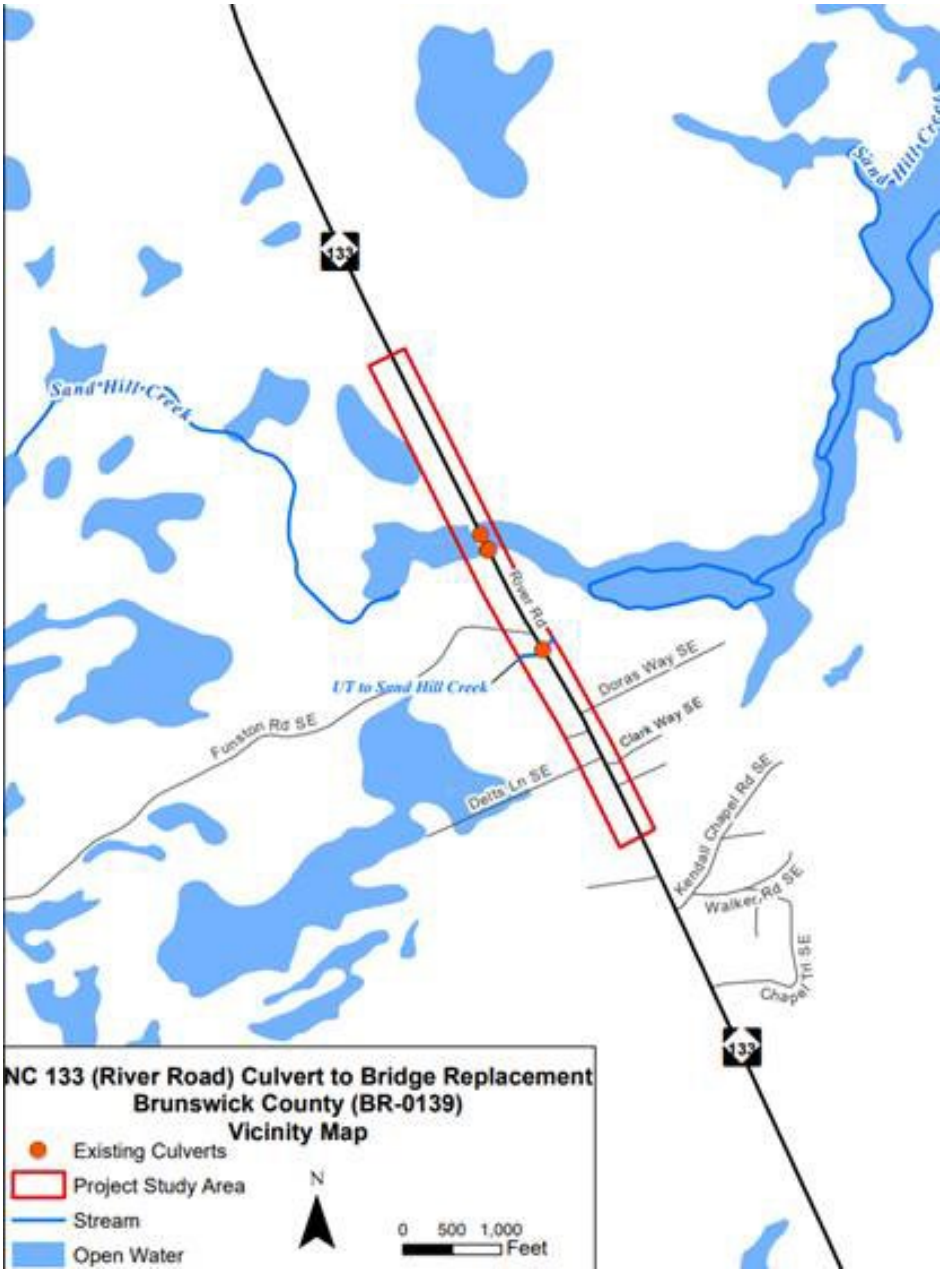 Sand Hill Creek
133
Sand Hill Creek
River Rd
UT to Sand Hill Creek
Doras Way SE
Funston Rd SE
Clark Way SE
Delts Ln SE
Kendall Chapel Rd SE
Walker Rd SE
Chapel Trl SE
133
NC 133 (River Road) Culvert to Bridge Replacement
Brunswick County (BR-0139)
Vicinity Map
Existing Culverts
Project Study Area
Stream
Open Water
N
0 500 1,000
Feet